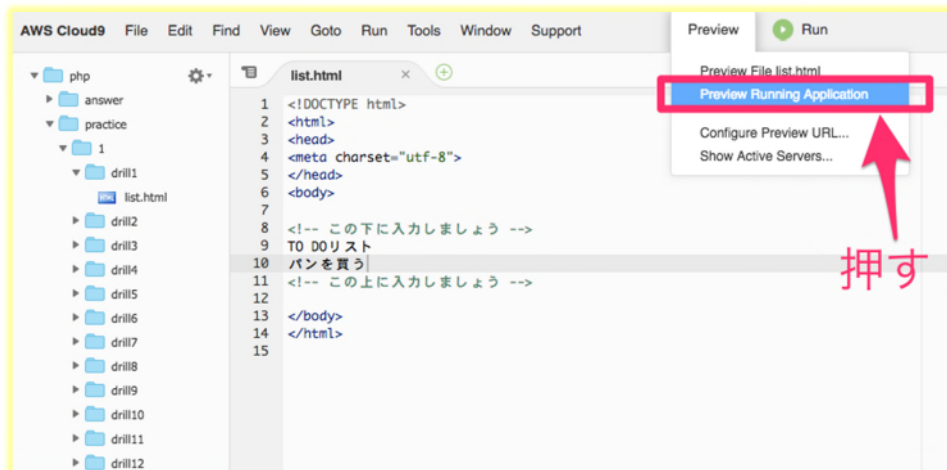 AWS Cloud9 File Edit Find View Goto Run Tools Window Support Preview Run
php
answer
practice
1
drill1
list.html
drill2
drill3
drill4
drill5
drill6
drill7
drill8
drill9
drill10
drill11
drill12
list.html ×
1 <!DOCTYPE html>
2 <html>
3 <head>
4 <meta charset="utf-8">
5 </head>
6 <body>
7
8 <!-- この下に入力しましょう -->
9 TO DOリスト
10 パンを買う
11 <!-- この上に入力しましょう -->
12
13 </body>
14 </html>
15
Preview File list.html
Preview Running Application
Configure Preview URL...
Show Active Servers...
押す